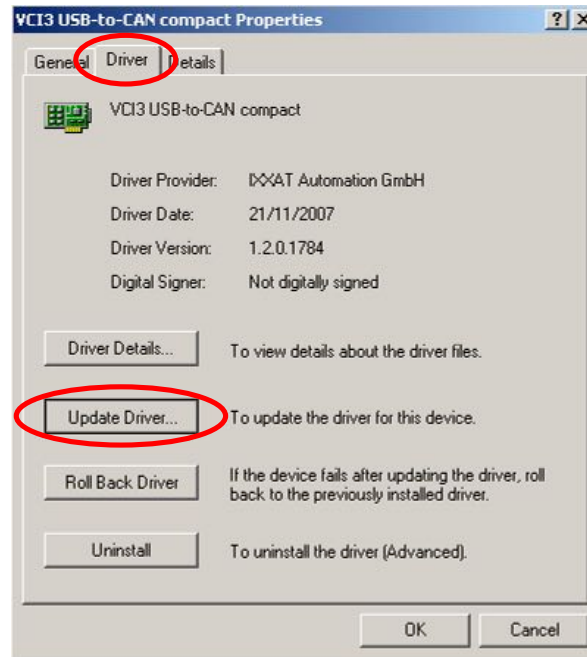 VCI3 USB-to-CAN compact Properties
General Driver Details
VCI3 USB-to-CAN compact
Driver Provider: IXXAT Automation GmbH
Driver Date: 21/11/2007
Driver Version: 1.2.0.1784
Digital Signer: Not digitally signed
Driver Details... To view details about the driver files.
Update Driver... To update the driver for this device.
Roll Back Driver If the device fails after updating the driver, roll
back to the previously installed driver.
Uninstall To uninstall the driver (Advanced).
OK Cancel